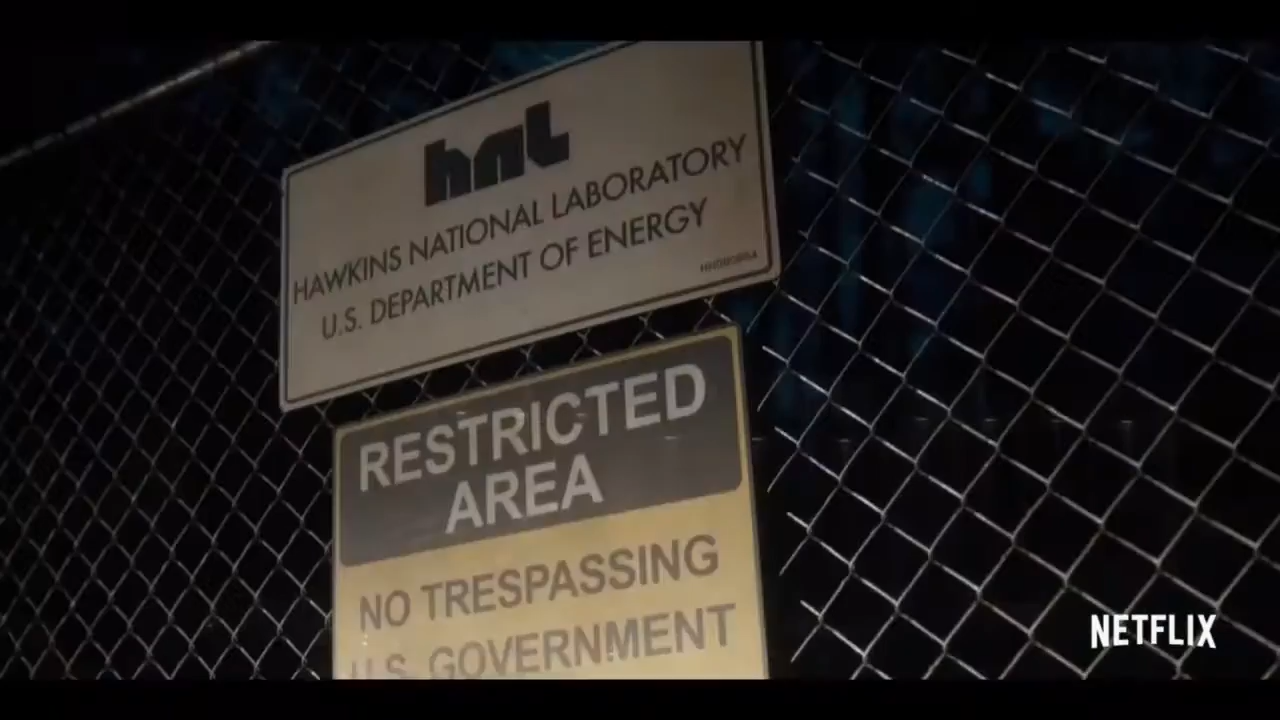 hnl
HAWKINS NATIONAL LABORATORY
U.S. DEPARTMENT OF ENERGY
RESTRICTED
AREA
NO TRESPASSING
U.S. GOVERNMENT
NETFLIX